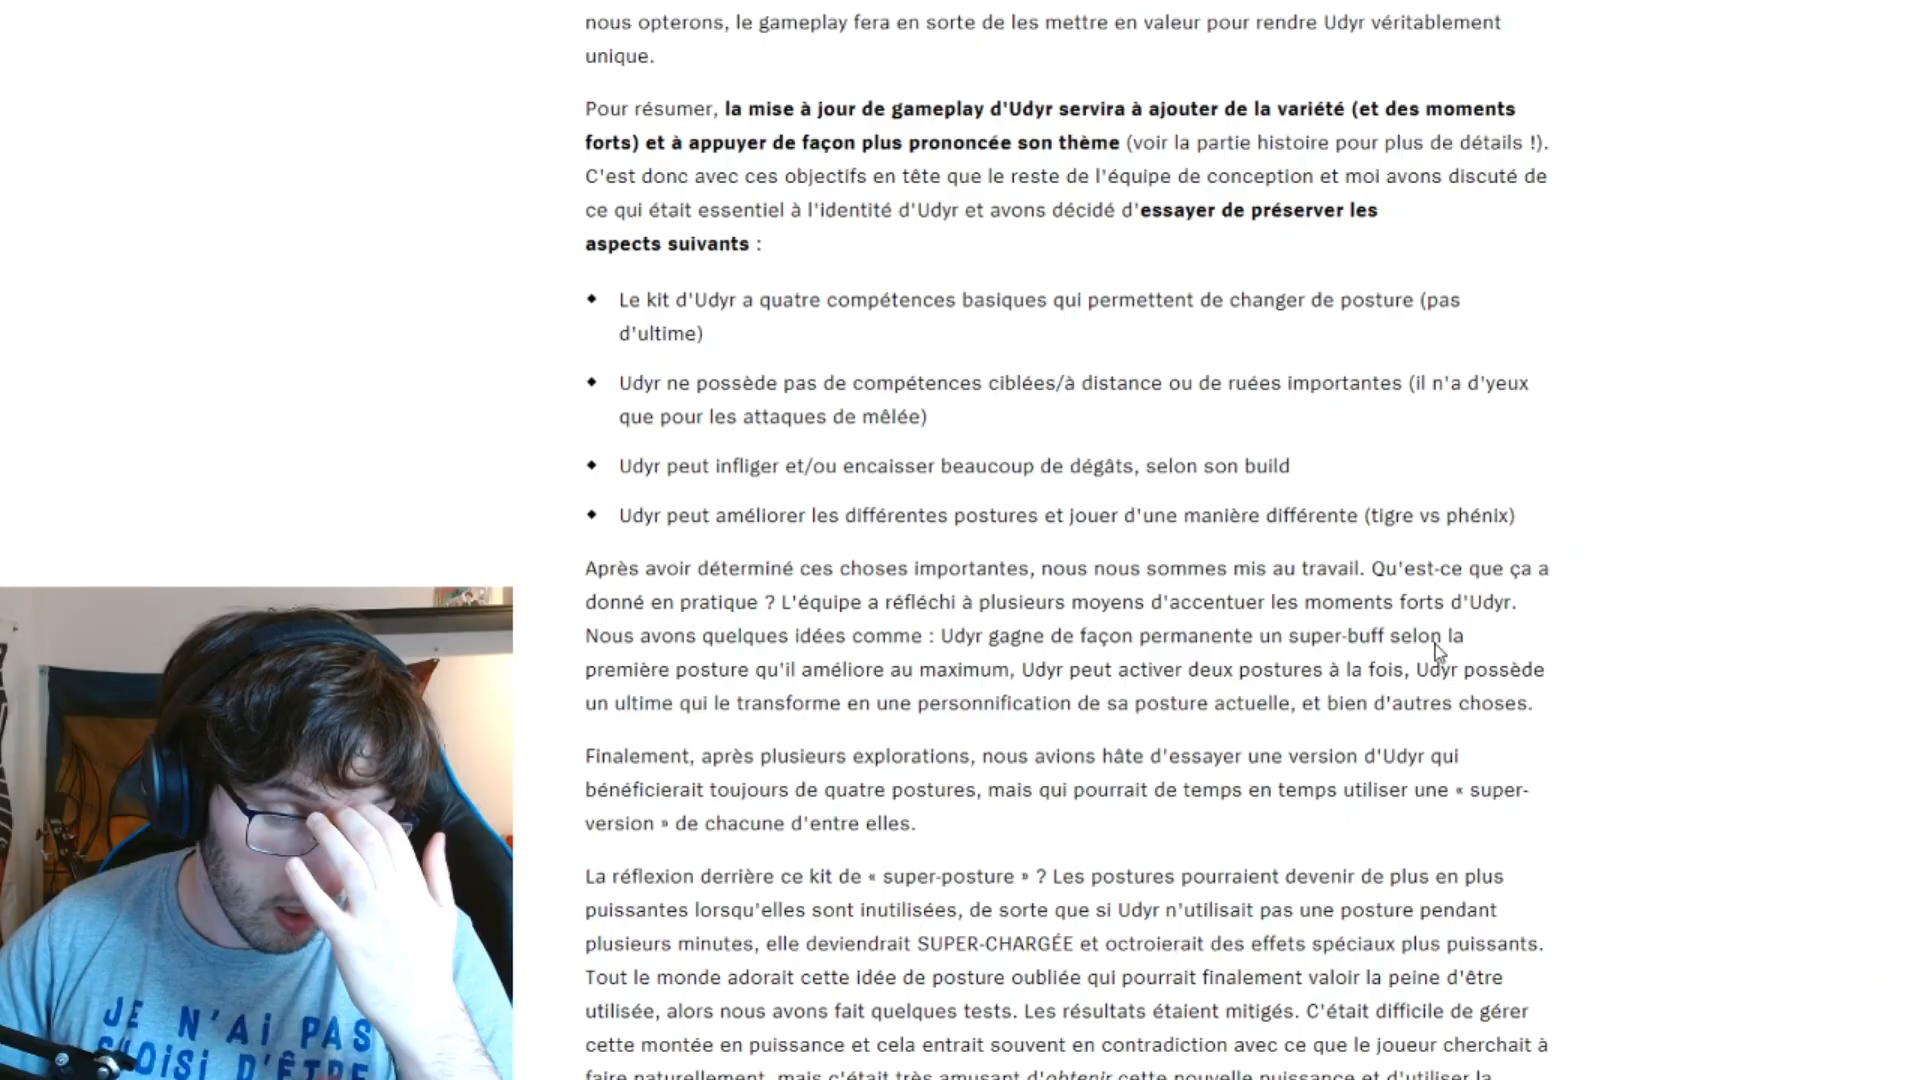 nous opterons, le gameplay fera en sorte de les mettre en valeur pour rendre Udyr véritablement
unique.
Pour résumer, la mise à jour de gameplay d'Udyr servira à ajouter de la variété (et des moments
forts) et à appuyer de façon plus prononcée son thème (voir la partie histoire pour plus de détails !).
C'est donc avec ces objectifs en tête que le reste de l'équipe de conception et moi avons discuté de
ce qui était essentiel à l'identité d'Udyr et avons décidé d'essayer de préserver les
aspects suivants :
◆ Le kit d'Udyr a quatre compétences basiques qui permettent de changer de posture (pas
d'ultime)
◆ Udyr ne possède pas de compétences ciblées/à distance ou de ruées importantes (il n'a d'yeux
que pour les attaques de mêlée)
◆ Udyr peut infliger et/ou encaisser beaucoup de dégâts, selon son build
◆ Udyr peut améliorer les différentes postures et jouer d'une manière différente (tigre vs phénix)
Après avoir déterminé ces choses importantes, nous nous sommes mis au travail. Qu'est-ce que ça a
donné en pratique ? L'équipe a réfléchi à plusieurs moyens d'accentuer les moments forts d'Udyr.
Nous avons quelques idées comme : Udyr gagne de façon permanente un super-buff selon la
première posture qu'il améliore au maximum, Udyr peut activer deux postures à la fois, Udyr possède
un ultime qui le transforme en une personnification de sa posture actuelle, et bien d'autres choses.
Finalement, après plusieurs explorations, nous avions hâte d'essayer une version d'Udyr qui
bénéficierait toujours de quatre postures, mais qui pourrait de temps en temps utiliser une « super-
version » de chacune d'entre elles.
La réflexion derrière ce kit de « super-posture » ? Les postures pourraient devenir de plus en plus
puissantes lorsqu'elles sont inutilisées, de sorte que si Udyr n'utilisait pas une posture pendant
plusieurs minutes, elle deviendrait SUPER-CHARGÉE et octroierait des effets spéciaux plus puissants.
Tout le monde adorait cette idée de posture oubliée qui pourrait finalement valoir la peine d'être
utilisée, alors nous avons fait quelques tests. Les résultats étaient mitigés. C'était difficile de gérer
cette montée en puissance et cela entrait souvent en contradiction avec ce que le joueur cherchait à
faire naturellement, mais c'était très amusant d'obtenir cette nouvelle puissance et d'utiliser la
JE N'AI PAS
CHOISI D'ÊTRE